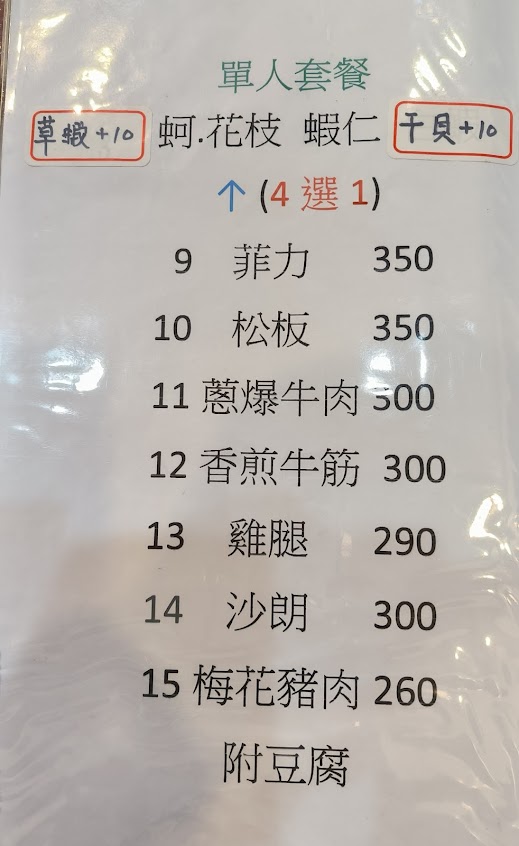 單人套餐
草蝦+10 蚵.花枝 蝦仁 干貝+10
↑ (4 選 1)
9 菲力 350
10 松板 350
11 蔥爆牛肉 300
12 香煎牛筋 300
13 雞腿 290
14 沙朗 300
15 梅花豬肉 260
附豆腐